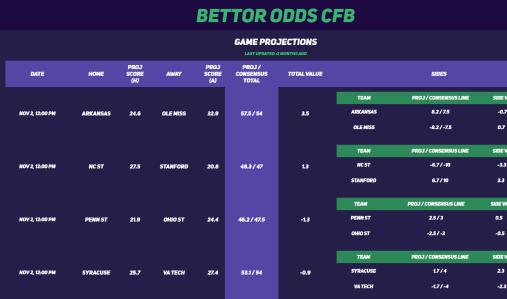 BETTOR ODDS CFB
GAME PROJECTIONS
LAST UPDATED: 2 MONTHS AGO
DATE HOME PROJ SCORE (H) AWAY PROJ SCORE (A) PROJ / CONSENSUS TOTAL TOTAL VALUE SIDES
NOV 2, 12:00 PM ARKANSAS 24.6 OLE MISS 32.9 57.5 / 54 3.5
TEAM PROJ / CONSENSUS LINE SIDE V
ARKANSAS 8.2 / 7.5 -0.7
OLE MISS -8.2 / -7.5 0.7
NOV 2, 12:00 PM NC ST 27.5 STANFORD 20.8 48.3 / 47 1.3
TEAM PROJ / CONSENSUS LINE SIDE V
NC ST -6.7 / -10 -3.3
STANFORD 6.7 / 10 3.3
NOV 2, 12:00 PM PENN ST 21.9 OHIO ST 24.4 46.2 / 47.5 -1.3
TEAM PROJ / CONSENSUS LINE SIDE V
PENN ST 2.5 / 3 0.5
OHIO ST -2.5 / -3 -0.5
NOV 2, 12:00 PM SYRACUSE 25.7 VA TECH 27.4 53.1 / 54 -0.9
TEAM PROJ / CONSENSUS LINE SIDE V
SYRACUSE 1.7 / 4 2.3
VA TECH -1.7 / -4 -2.3